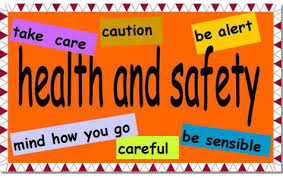 take care
caution
be alert
health and safety
mind how you go
careful
be sensible